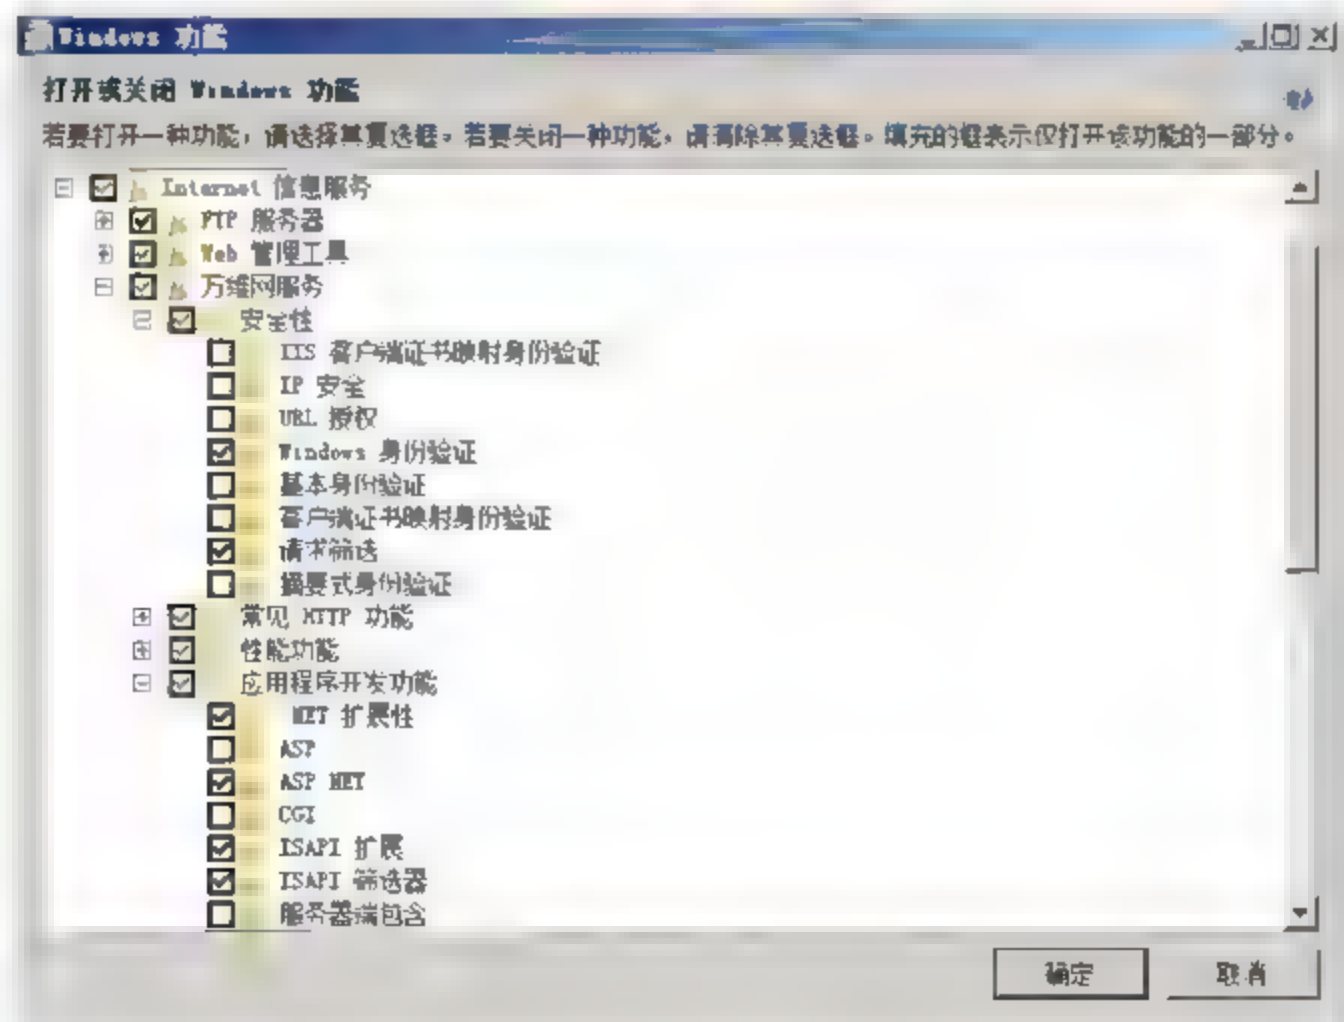 Windows 功能
打开或关闭 Windows 功能
若要打开一种功能，请选择其复选框。若要关闭一种功能，请清除其复选框。填充的框表示仅打开该功能的一部分。
Internet 信息服务
FTP 服务器
Web 管理工具
万维网服务
安全性
IIS 客户端证书映射身份验证
IP 安全
URL 授权
Windows 身份验证
基本身份验证
客户端证书映射身份验证
请求筛选
摘要式身份验证
常见 HTTP 功能
性能功能
应用程序开发功能
.NET 扩展性
ASP
ASP.NET
CGI
ISAPI 扩展
ISAPI 筛选器
服务器端包含
确定
取消